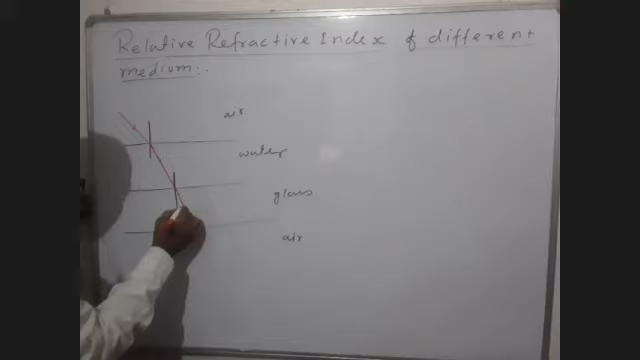 Relative Refractive Index of different
medium:.
air
water
glass
air